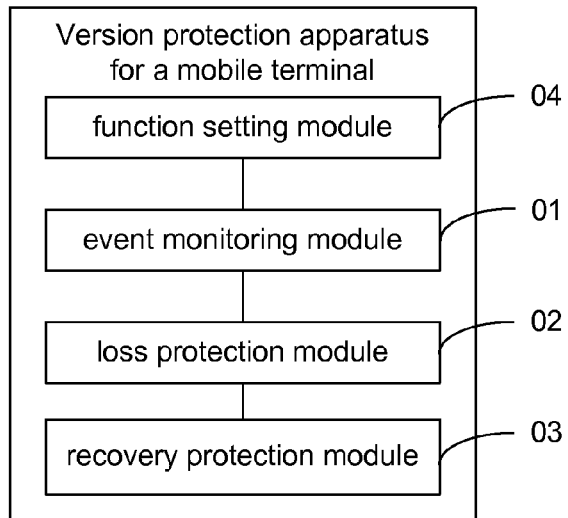 Version protection apparatus
for a mobile terminal
function setting module
04
event monitoring module
01
loss protection module
02
recovery protection module
03